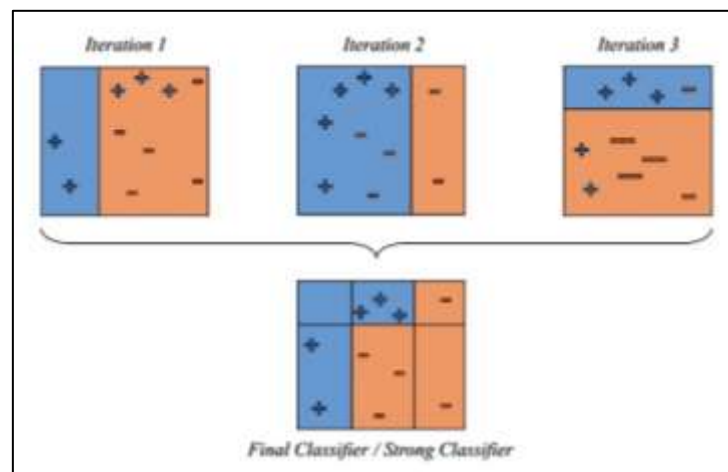 Iteration 1
Iteration 2
Iteration 3
Final Classifier / Strong Classifier